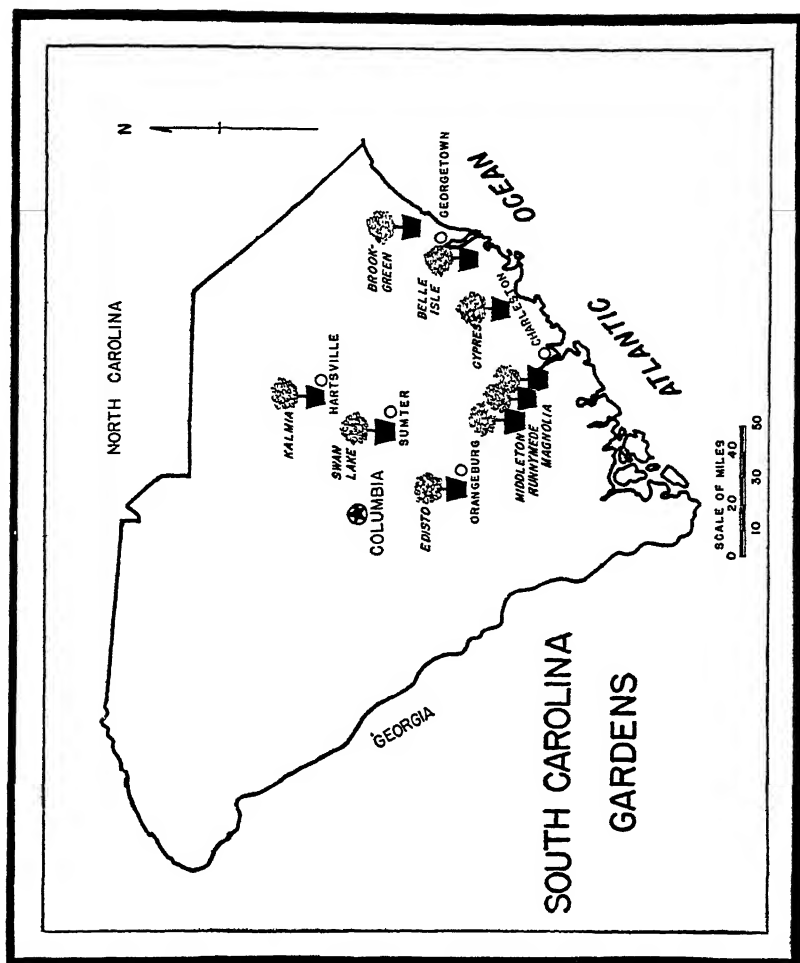 N
NORTH CAROLINA
KALMIA
HARTSVILLE
SWAN
LAKE
SUMTER
COLUMBIA
EDISTO
ORANGEBURG
BROOK-
GREEN
GEORGETOWN
BELLE
ISLE
CYPRESS
CHARLESTON
MIDDLETON
RUNNYMEDE
MAGNOLIA
ATLANTIC
OCEAN
GEORGIA
SOUTH CAROLINA
GARDENS
SCALE OF MILES
0 20 40
10 30 50